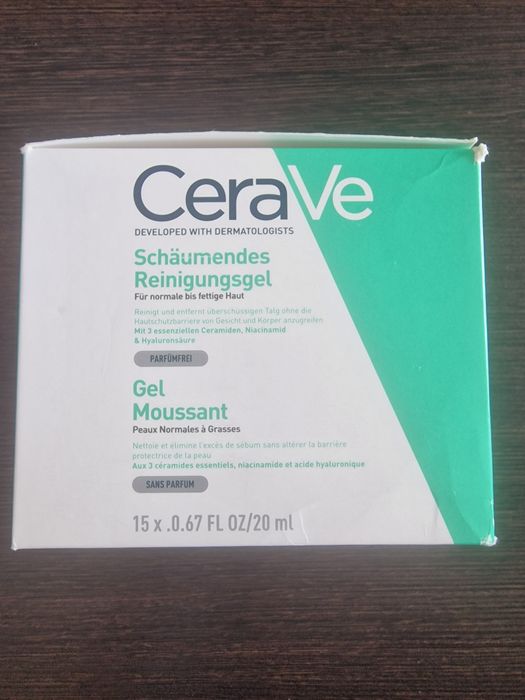 CeraVe
DEVELOPED WITH DERMATOLOGISTS
Schäumendes
Reinigungsgel
Für normale bis fettige Haut
Reinigt und entfernt überschüssigen Talg ohne die
Hautschutzbarriere von Gesicht und Körper anzugreifen
Mit 3 essenziellen Ceramiden, Niacinamid
& Hyaluronsäure
PARFÜMFREI
Gel
Moussant
Peaux Normales à Grasses
Nettoie et élimine l'excès de sébum sans altérer la barrière
protectrice de la peau
Aux 3 céramides essentiels, niacinamide et acide hyaluronique
SANS PARFUM
15 x .0.67 FL OZ/20 ml